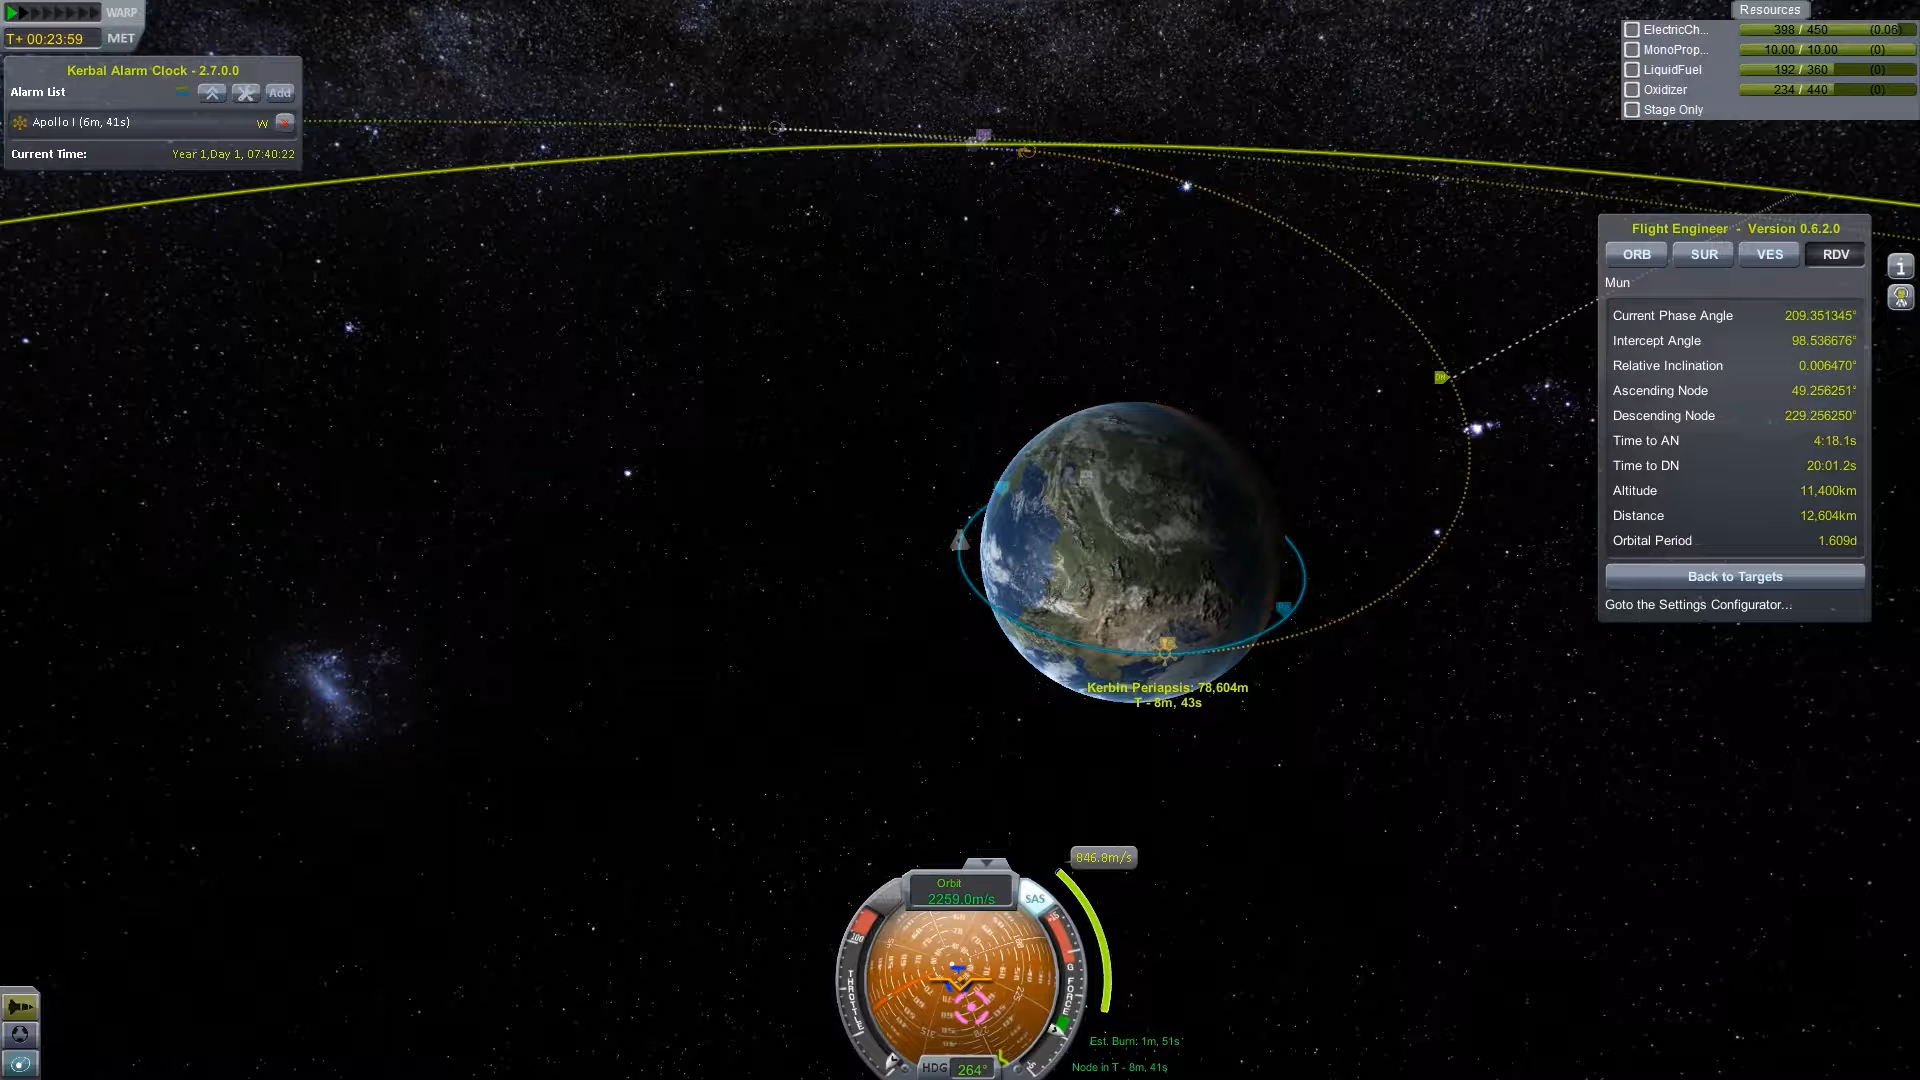 WARP
T+ 00:23:59 MET
Kerbal Alarm Clock - 2.7.0.0
Alarm List Add
Apollo I (6m, 41s) W
Current Time: Year 1,Day 1, 07:40:22
Resources
ElectricCh... 398 / 450 (0.06)
MonoProp... 10.00 / 10.00 (0)
LiquidFuel 192 / 360 (0)
Oxidizer 234 / 440 (0)
Stage Only
Flight Engineer - Version 0.6.2.0
ORB SUR VES RDV
Mun
Current Phase Angle 209.351345°
Intercept Angle 98.536676°
Relative Inclination 0.006470°
Ascending Node 49.256251°
Descending Node 229.256250°
Time to AN 4:18.1s
Time to DN 20:01.2s
Altitude 11,400km
Distance 12,604km
Orbital Period 1.609d
Back to Targets
Goto the Settings Configurator...
DN
Kerbin Periapsis: 78,604m
T - 8m, 43s
846.8m/s
Orbit
2259.0m/s
SAS
THROTTLE
G FORCE
HDG 264°
Est. Burn: 1m, 51s
Node in T - 8m, 41s